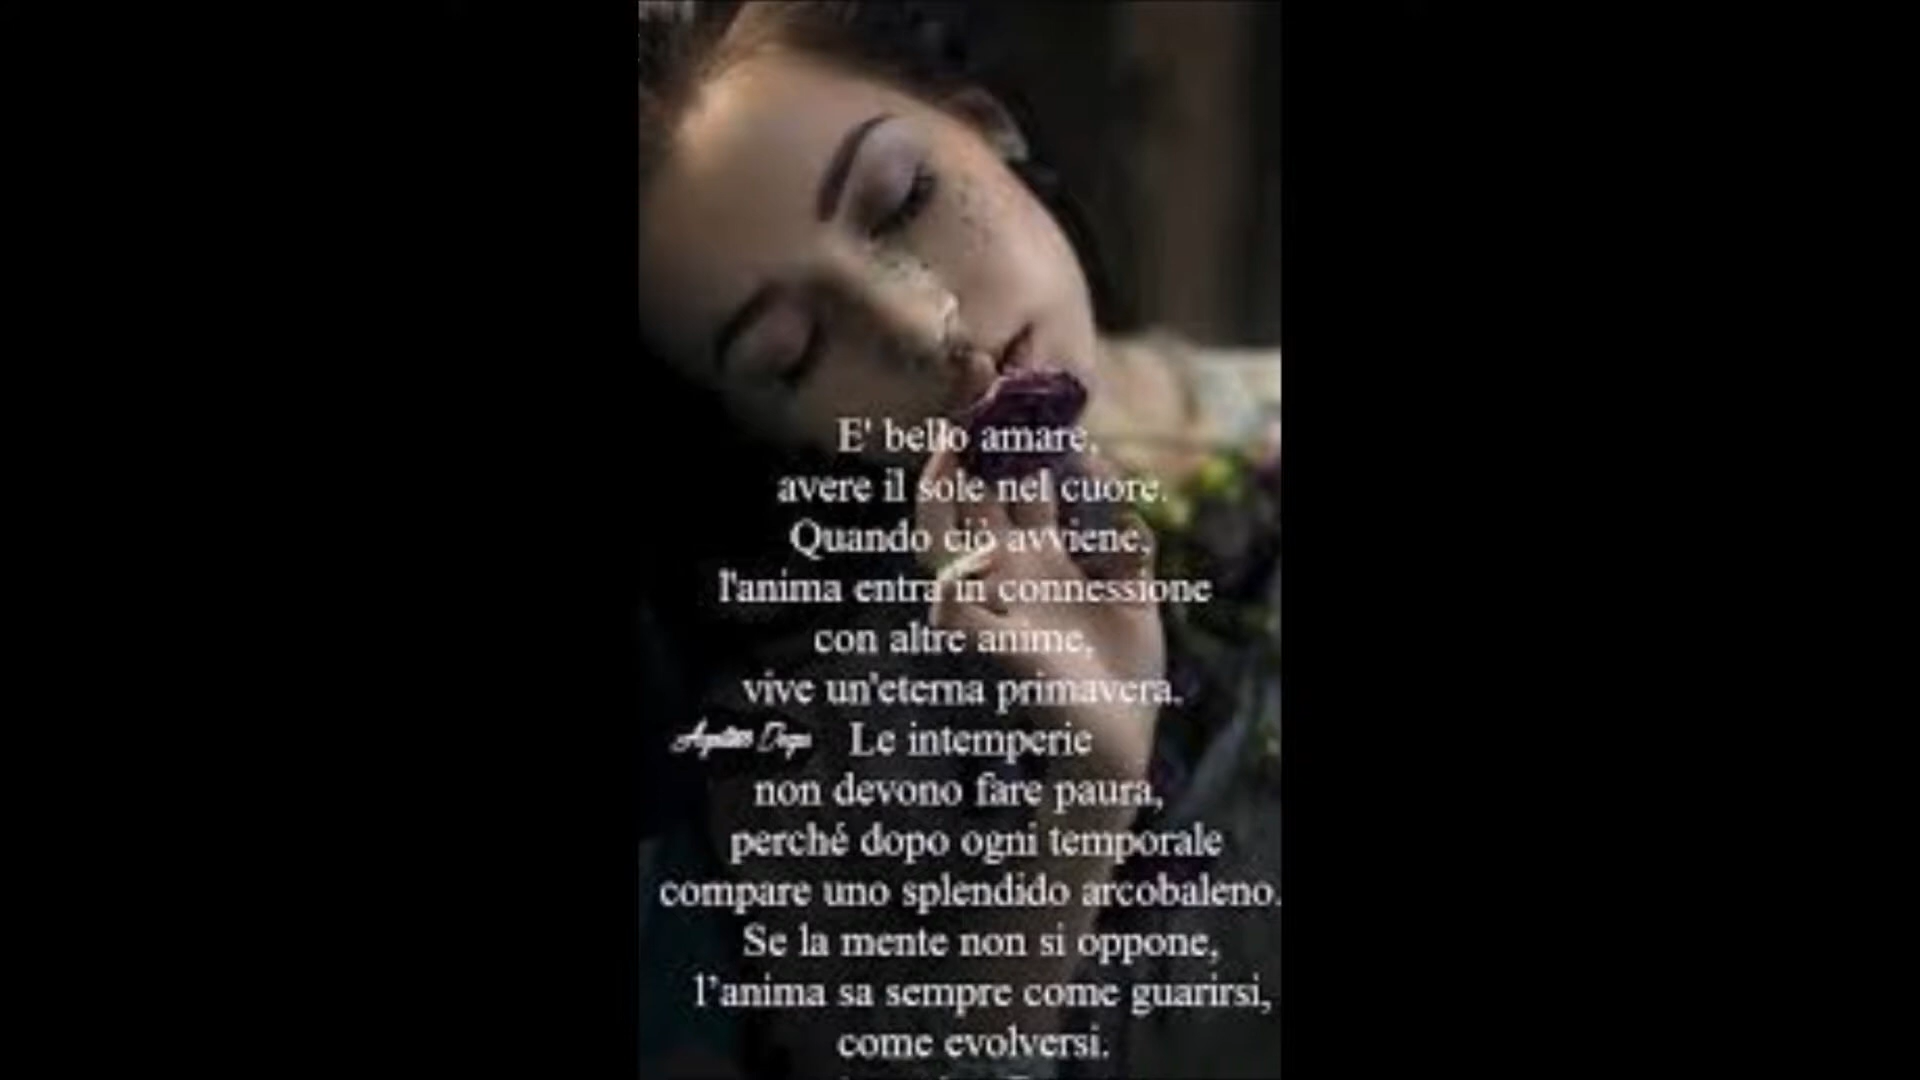 E' bello amare,
avere il sole nel cuore.
Quando ciò avviene,
l'anima entra in connessione
con altre anime,
vive un'eterna primavera.
Le intemperie
non devono fare paura,
perché dopo ogni temporale
compare uno splendido arcobaleno.
Se la mente non si oppone,
l’anima sa sempre come guarirsi,
come evolversi.